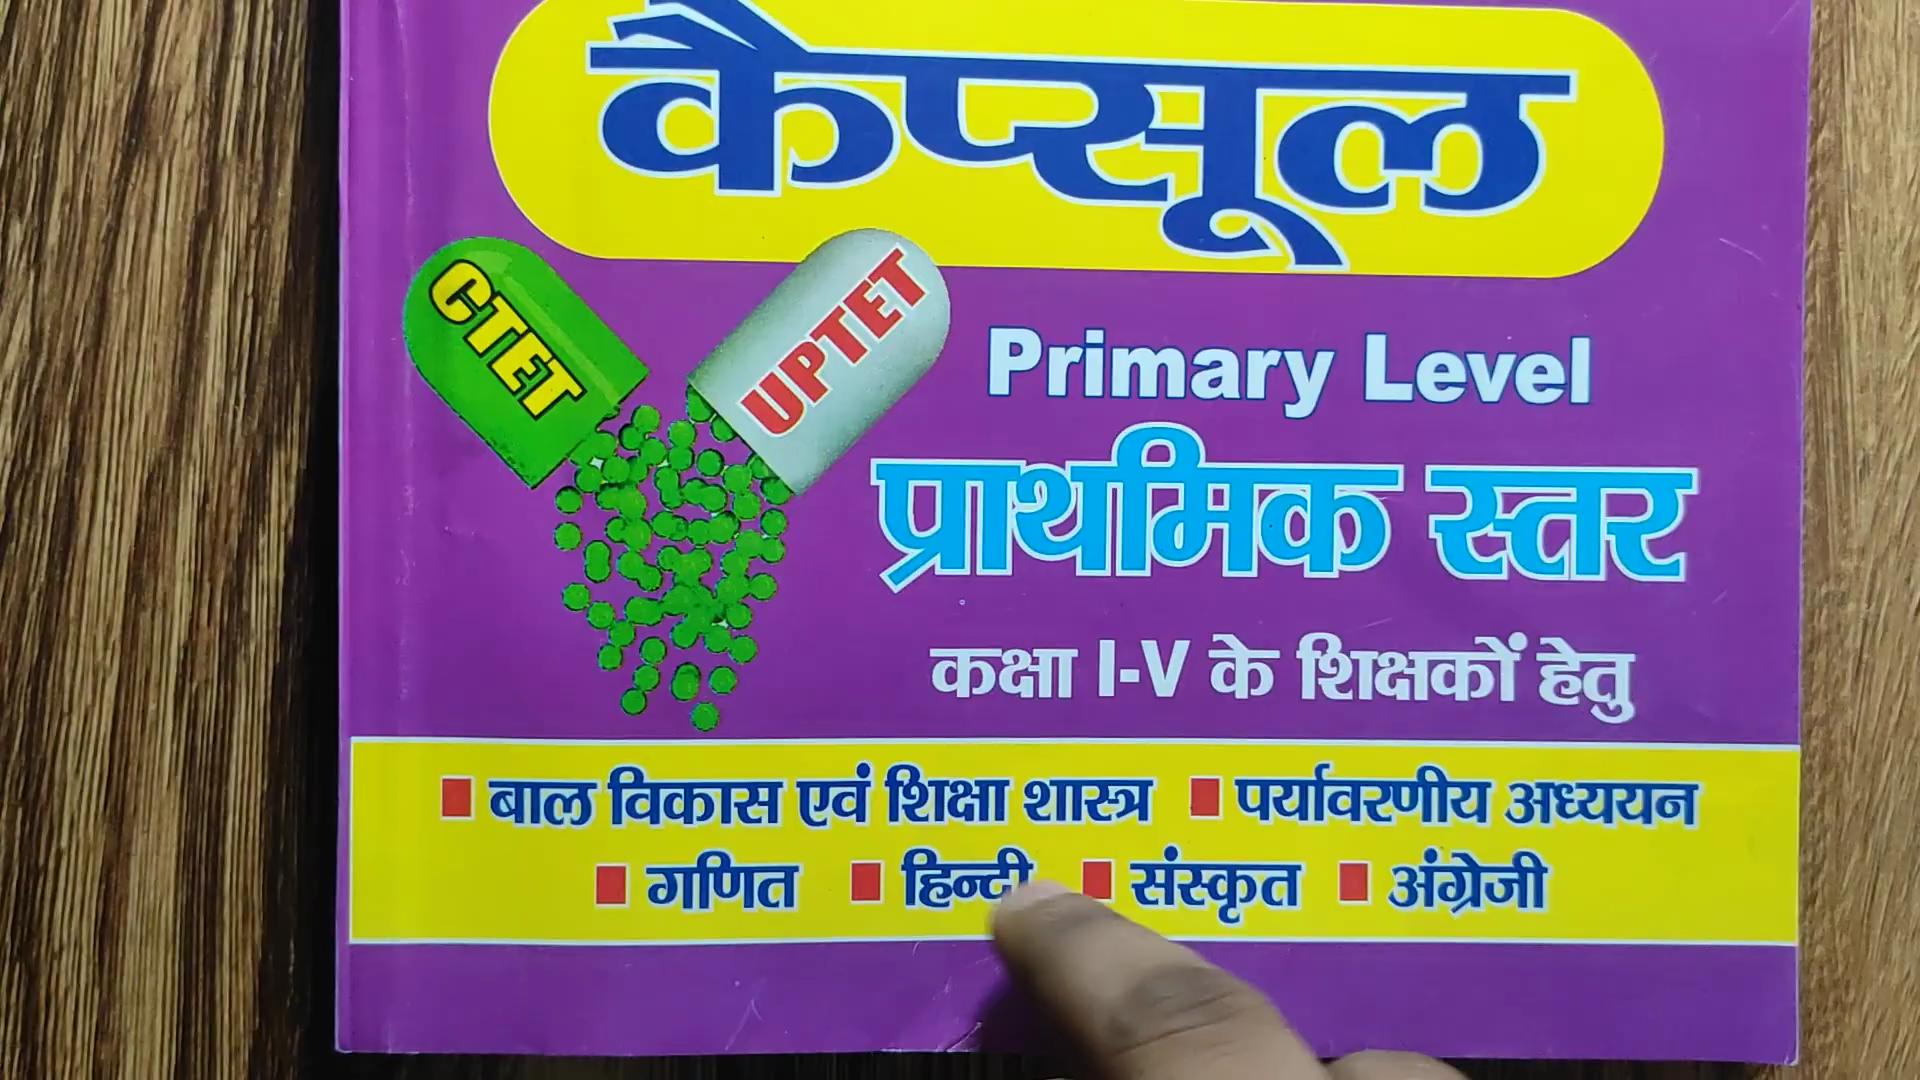 कैप्सूल
CTET
UPTET
Primary Level
प्राथमिक स्तर
कक्षा I-V के शिक्षकों हेतु
बाल विकास एवं शिक्षा शास्त्र पर्यावरणीय अध्ययन
गणित हिन्दी संस्कृत अंग्रेजी